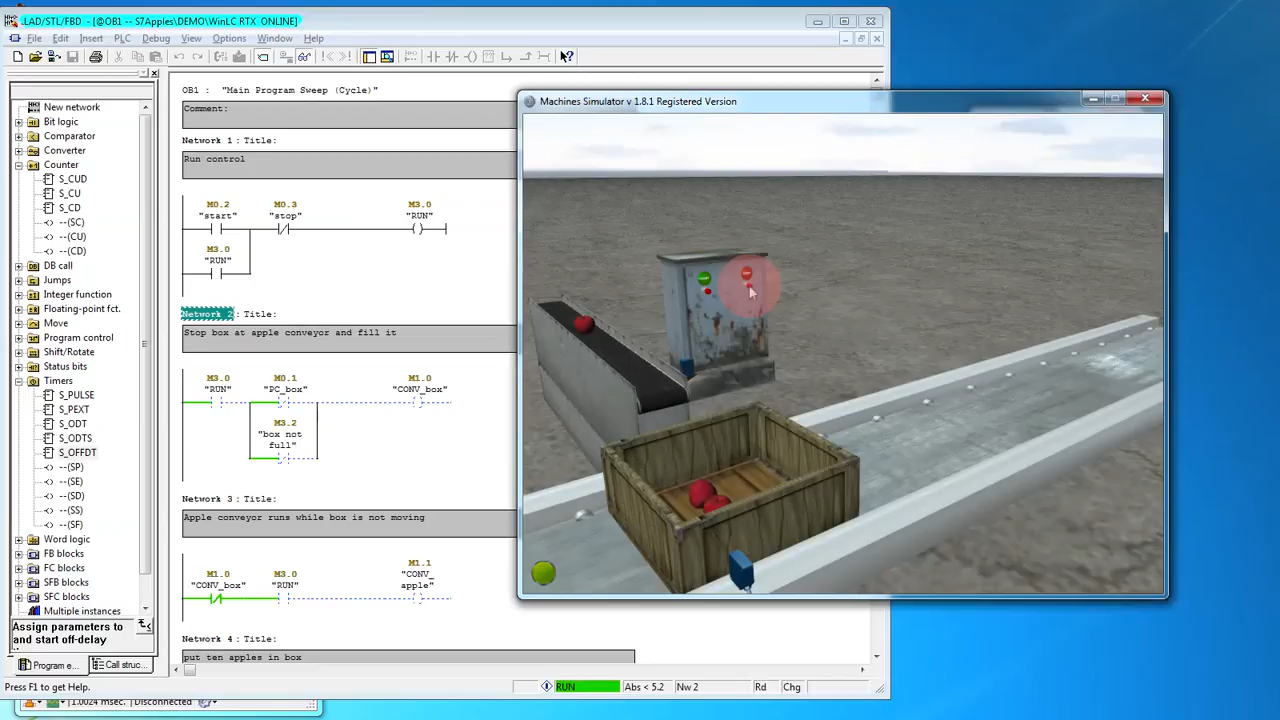 LAD/STL/FBD - [@OB1 -- S7Apples\DEMO\WinLC RTX ONLINE]
File Edit Insert PLC Debug View Options Window Help
New network
Bit logic
Comparator
Converter
Counter
S_CUD
S_CU
S_CD
--(SC)
--(CU)
--(CD)
DB call
Jumps
Integer function
Floating-point fct.
Move
Program control
Shift/Rotate
Status bits
Timers
S_PULSE
S_PEXT
S_ODT
S_ODTS
S_OFFDT
--(SP)
--(SE)
--(SD)
--(SS)
--(SF)
Word logic
FB blocks
FC blocks
SFB blocks
SFC blocks
Multiple instances
Assign parameters to
and start off-delay
Program e...
Call struc...
OB1 : "Main Program Sweep (Cycle)"
Comment:
Network 1 : Title:
Run control
M0.2 M0.3 M3.0
"start" "stop" "RUN"
M3.0
"RUN"
Network 2 : Title:
Stop box at apple conveyor and fill it
M3.0 M0.1 M1.0
"RUN" "PC_box" "CONV_box"
M3.2
"box not
full"
Network 3 : Title:
Apple conveyor runs while box is not moving
M1.1
M1.0 M3.0 "CONV_
"CONV_box" "RUN" apple"
Network 4 : Title:
put ten apples in box
Machines Simulator v 1.8.1 Registered Version
Press F1 to get Help.
RUN
Abs < 5.2
Nw 2
Rd
Chg
1.0024 msec.
Disconnected